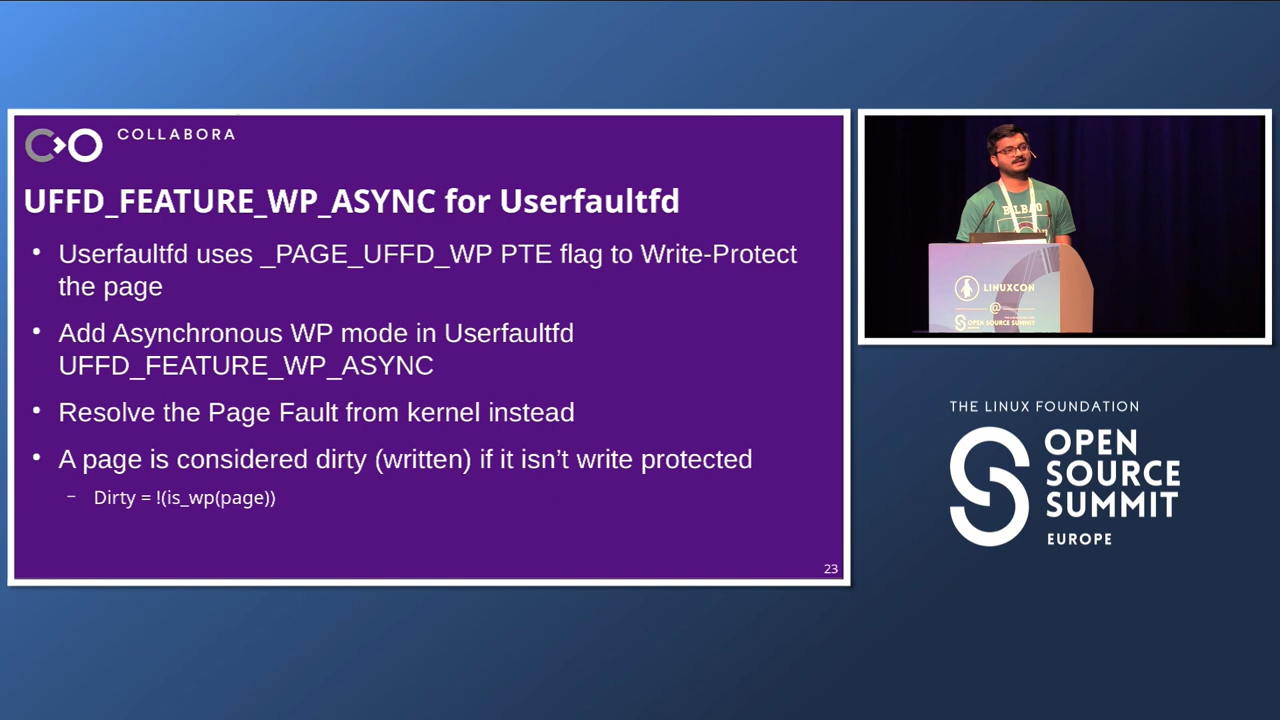 COLLABORA
UFFD_FEATURE_WP_ASYNC for Userfaultfd
• Userfaultfd uses _PAGE_UFFD_WP PTE flag to Write-Protect
the page
• Add Asynchronous WP mode in Userfaultfd
UFFD_FEATURE_WP_ASYNC
• Resolve the Page Fault from kernel instead
• A page is considered dirty (written) if it isn’t write protected
– Dirty = !(is_wp(page))
23
BILBAO
LINUXCON
@
OPEN SOURCE SUMMIT
THE LINUX FOUNDATION
OPEN
SOURCE
SUMMIT
EUROPE